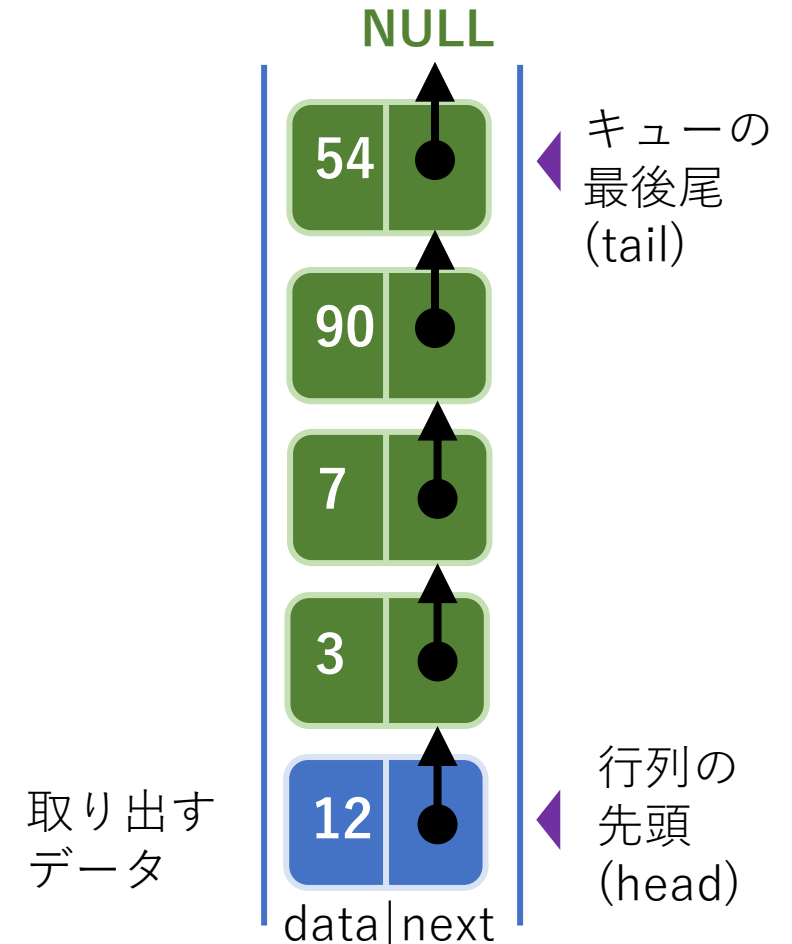 NULL
54
キューの
最後尾
(tail)
90
7
3
取り出す
データ
12
行列の
先頭
(head)
data|next